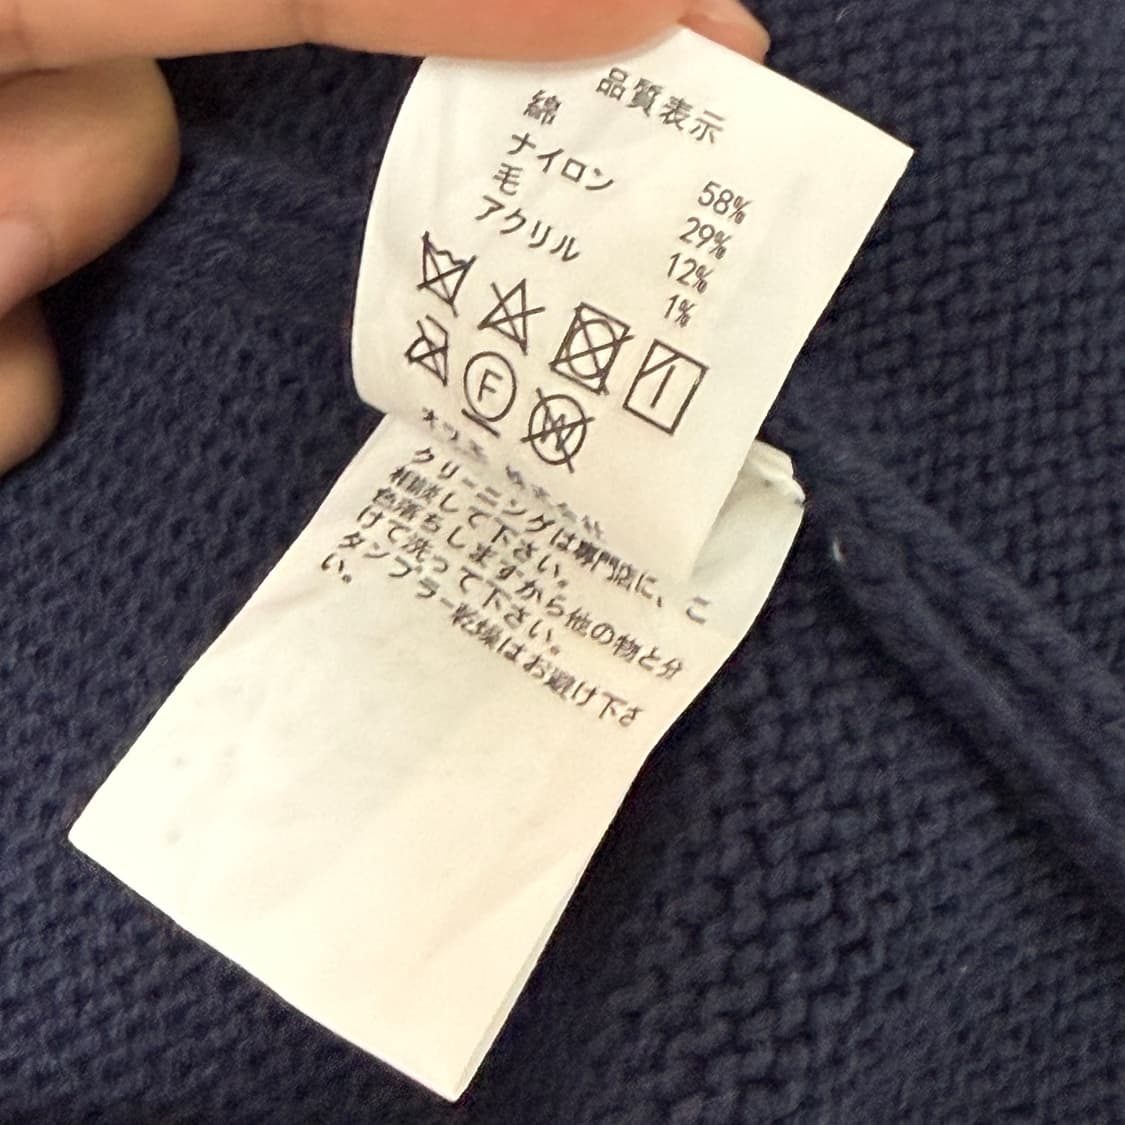 品質表示
綿 58%
ナイロン 29%
毛 12%
アクリル 1%
F
W
クリーニングは専門店に、ご
相談して下さい。
色落ちしますから他の物と分
けて洗って下さい。
タンブラー乾燥はお避け下さ
い。